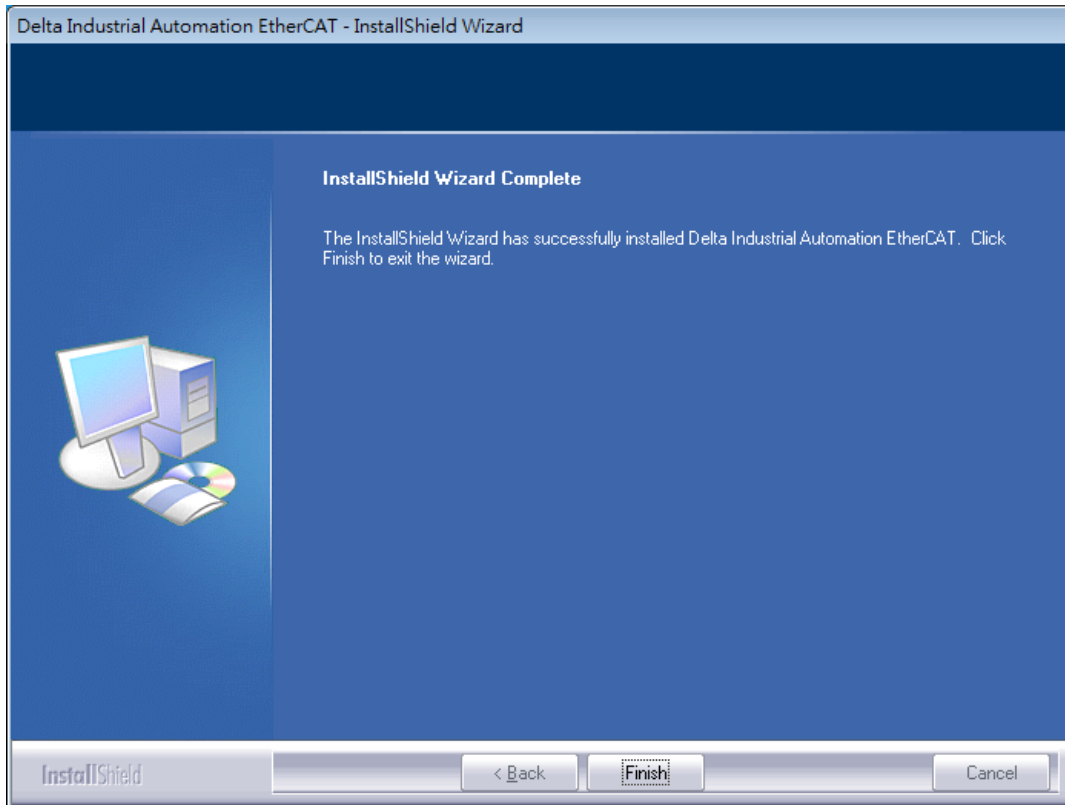 Delta Industrial Automation EtherCAT - InstallShield Wizard
InstallShield Wizard Complete
The InstallShield Wizard has successfully installed Delta Industrial Automation EtherCAT.  Click
Finish to exit the wizard.
InstallShield
< Back
Finish
Cancel